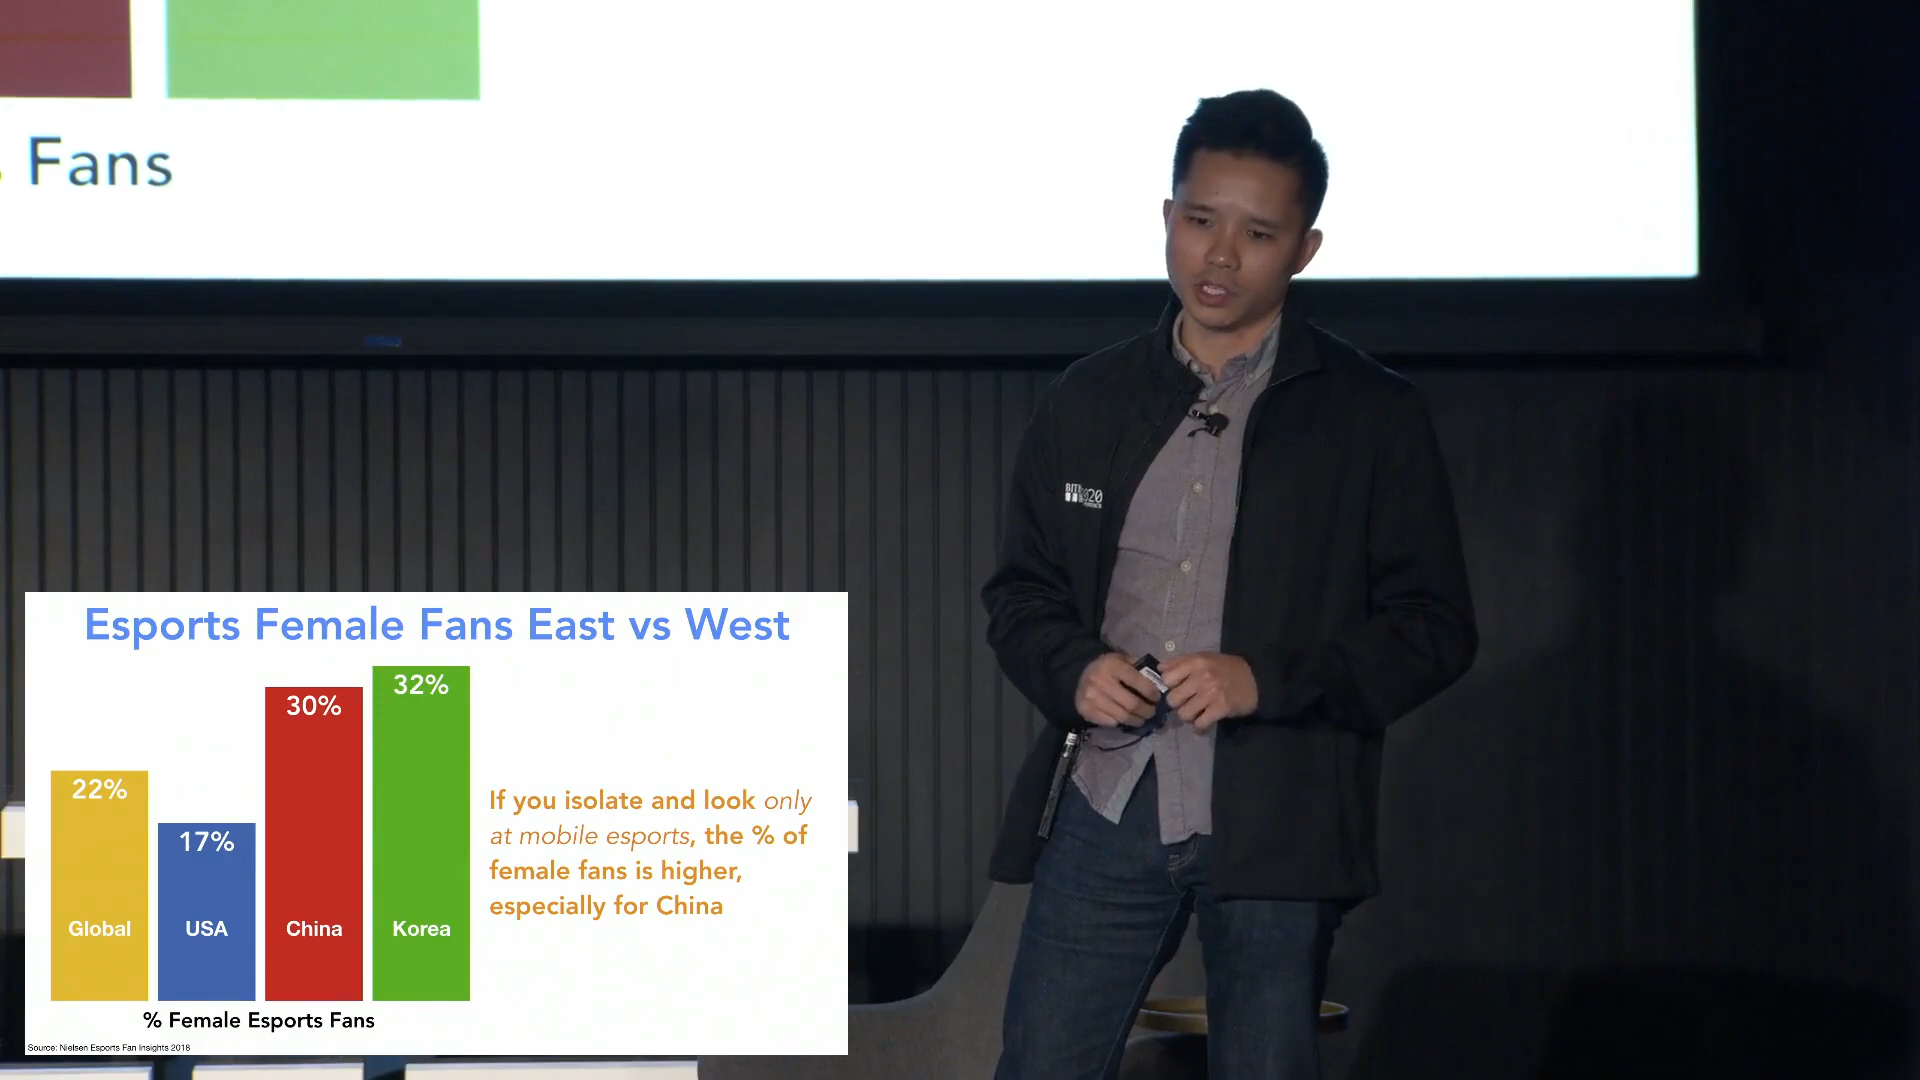 Fans
BIT
2020
Esports Female Fans East vs West
22%
17%
30%
32%
Global
USA
China
Korea
% Female Esports Fans
If you isolate and look only
at mobile esports, the % of
female fans is higher,
especially for China
Source: Nielsen Esports Fan Insights 2018